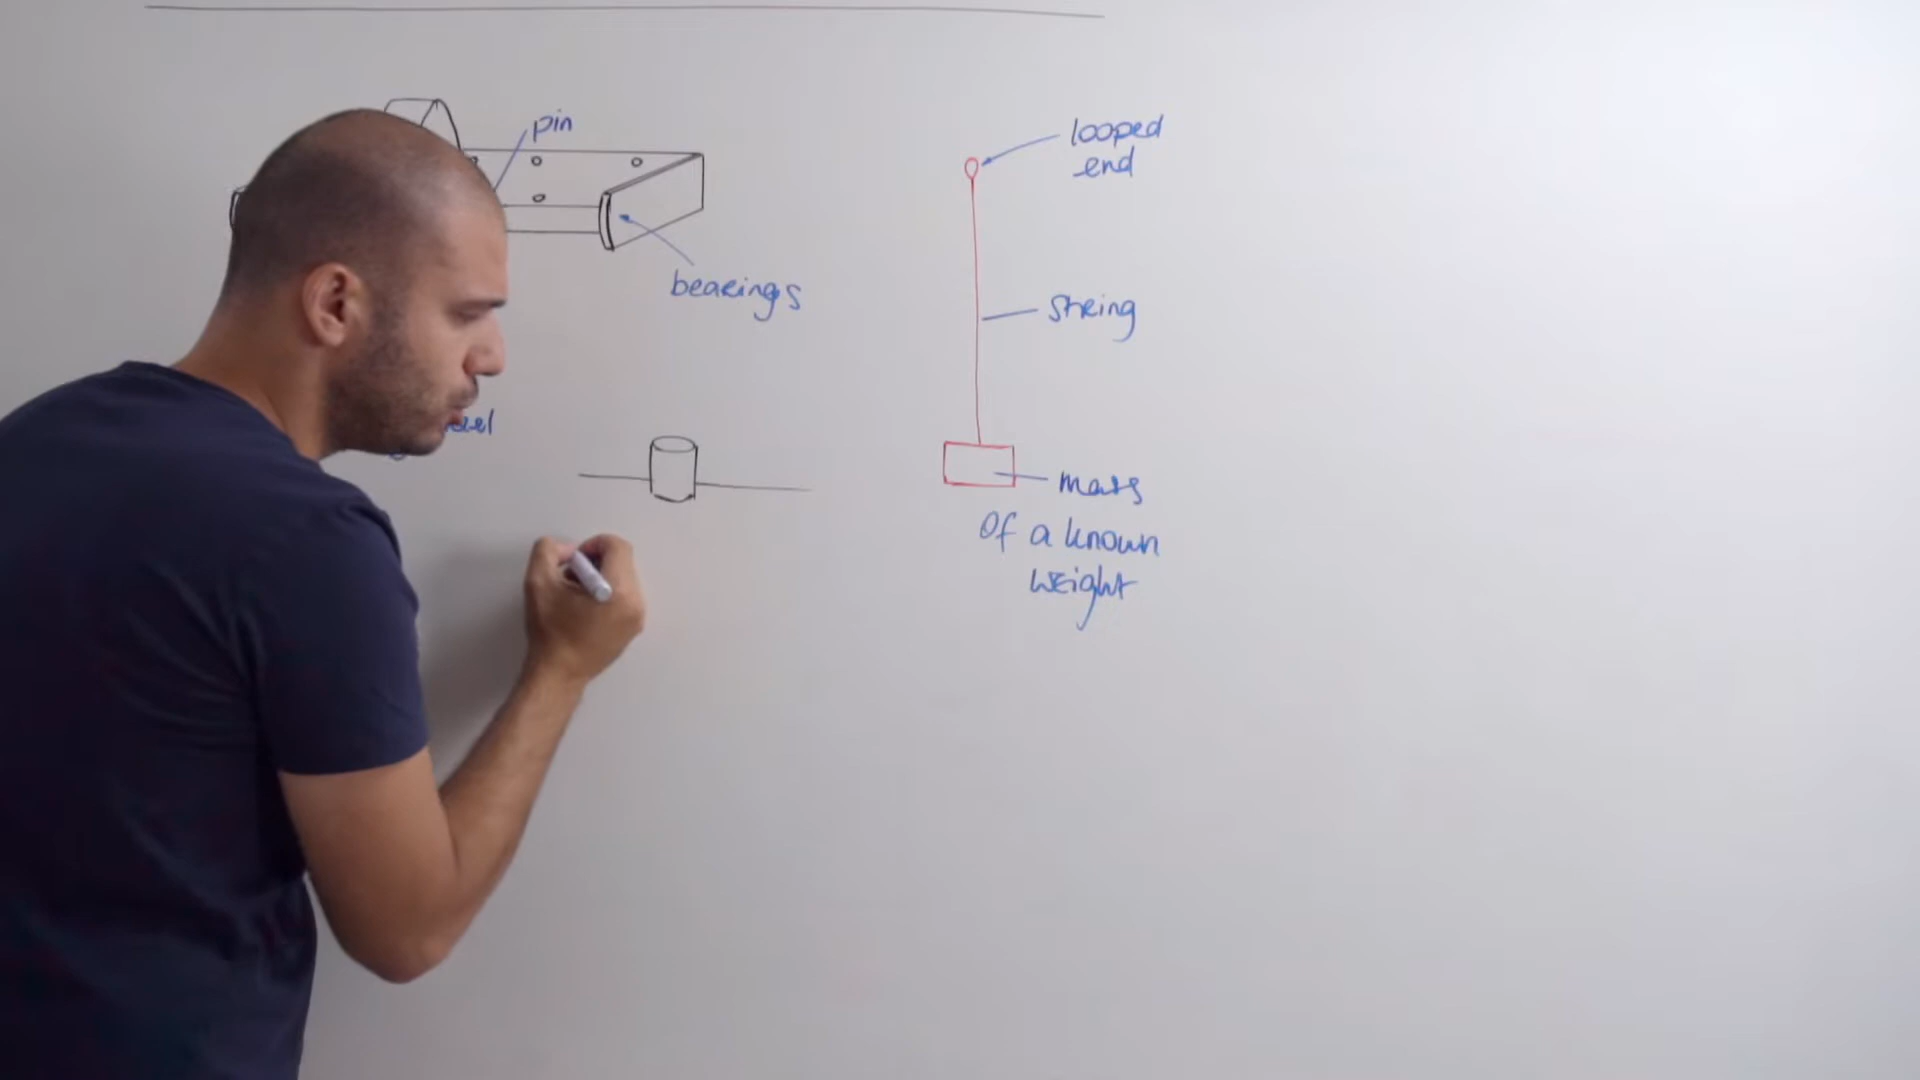 pin
looped
end
bearings
string
mass
of a known
weight